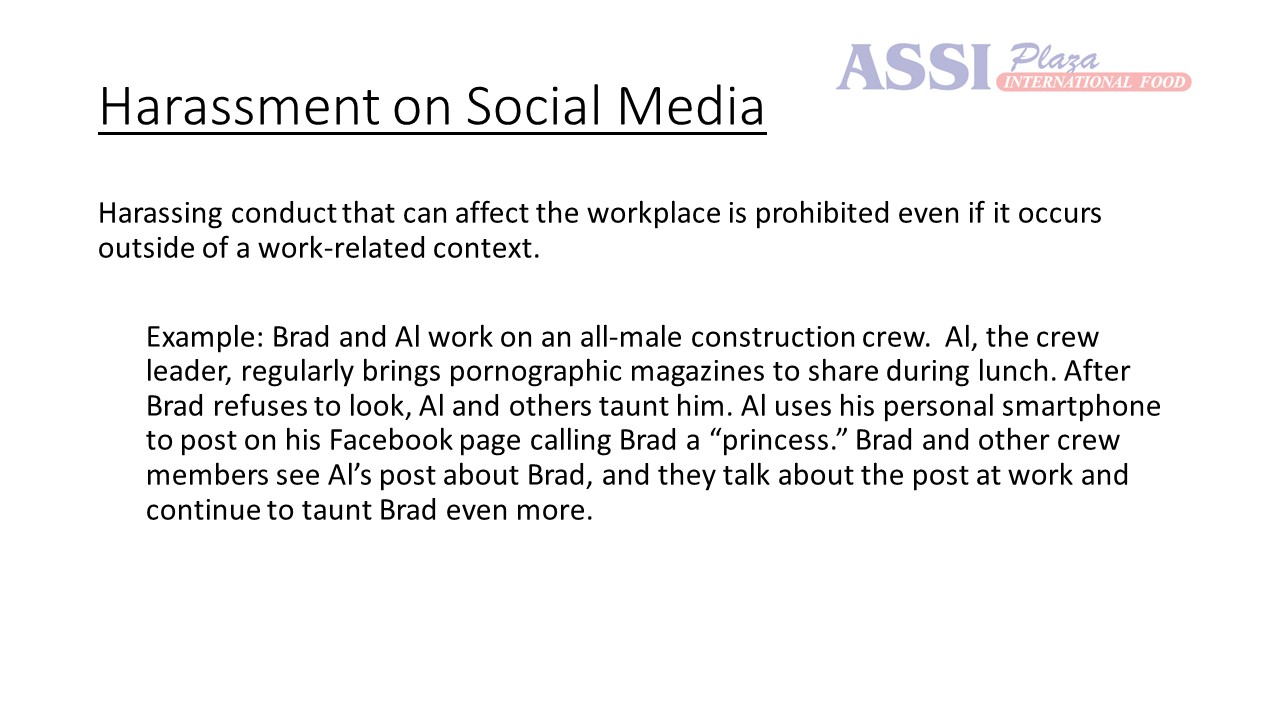 ASSI Plaza
INTERNATIONAL FOOD
Harassment on Social Media
Harassing conduct that can affect the workplace is prohibited even if it occurs
outside of a work-related context.
Example: Brad and Al work on an all-male construction crew.  Al, the crew
leader, regularly brings pornographic magazines to share during lunch. After
Brad refuses to look, Al and others taunt him. Al uses his personal smartphone
to post on his Facebook page calling Brad a “princess.” Brad and other crew
members see Al’s post about Brad, and they talk about the post at work and
continue to taunt Brad even more.